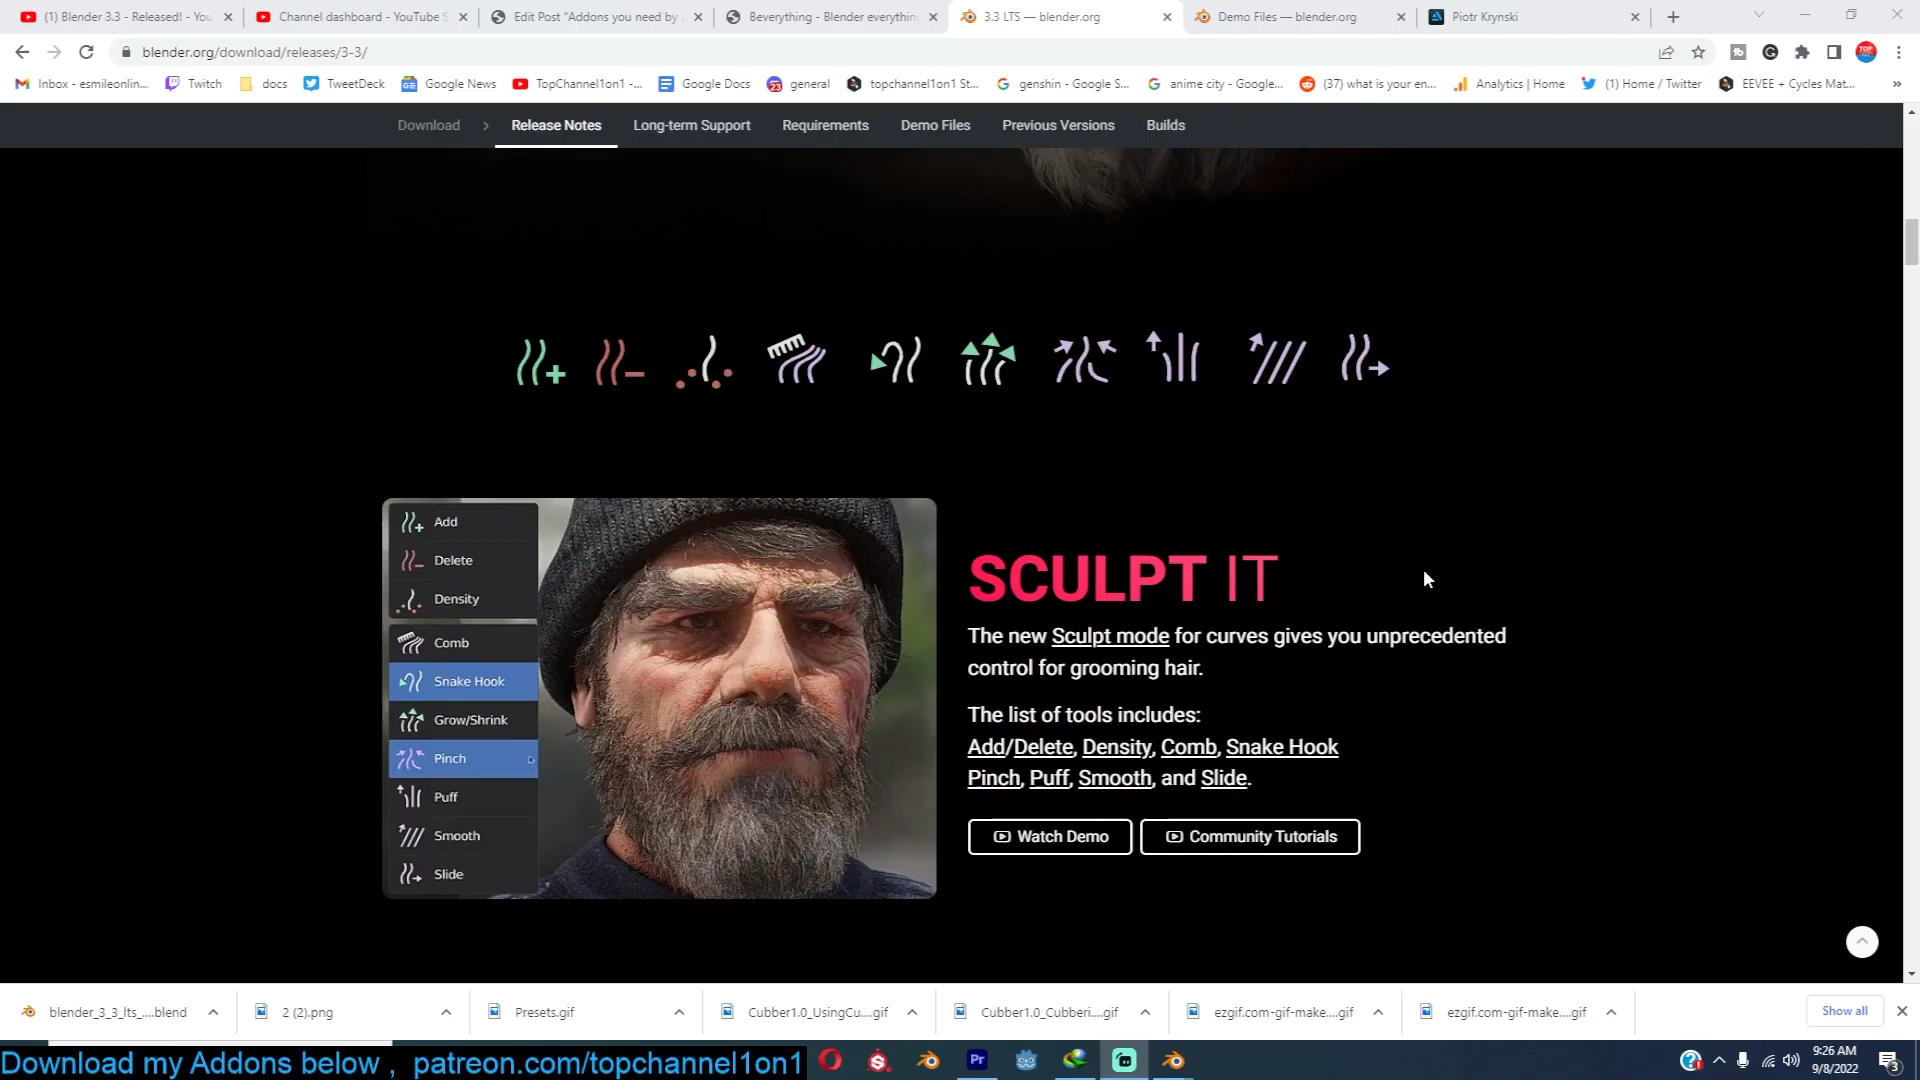 (1) Blender 3.3 - Released! - You
Channel dashboard - YouTube S
Edit Post "Addons you need by
Beverything - Blender everything
3.3 LTS — blender.org
Demo Files — blender.org
Piotr Krynski
blender.org/download/releases/3-3/
TOP
Inbox - esmileonlin...
Twitch
docs
TweetDeck
Google News
TopChannel1on1 -...
Google Docs
23
general
topchannel1on1 St...
genshin - Google S...
anime city - Google...
(37) what is your en...
Analytics | Home
(1) Home / Twitter
EEVEE + Cycles Mat...
»
Download
Release Notes
Long-term Support
Requirements
Demo Files
Previous Versions
Builds
Add
Delete
Density
Comb
Snake Hook
Grow/Shrink
Pinch
Puff
Smooth
Slide
SCULPT IT
The new Sculpt mode for curves gives you unprecedented
control for grooming hair.
The list of tools includes:
Add/Delete, Density, Comb, Snake Hook
Pinch, Puff, Smooth, and Slide.
Watch Demo
Community Tutorials
blender_3_3_lts_....blend
2 (2).png
Presets.gif
Cubber1.0_UsingCu....gif
Cubber1.0_Cubberi....gif
ezgif.com-gif-make....gif
ezgif.com-gif-make....gif
Show all
Download my Addons below , patreon.com/topchannel1on1
Pr
9:26 AM
9/8/2022
3